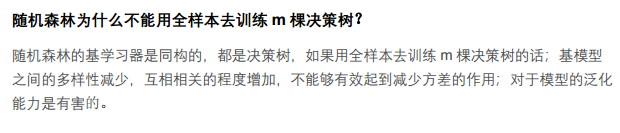 随机森林为什么不能用全样本去训练 m 棵决策树？
随机森林的基学习器是同构的，都是决策树，如果用全样本去训练 m 棵决策树的话；基模型
之间的多样性减少，互相相关的程度增加，不能够有效起到减少方差的作用；对于模型的泛化
能力是有害的。